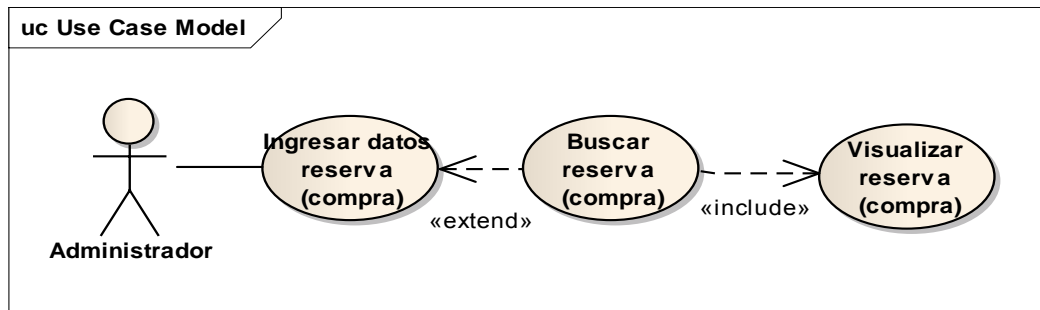 uc Use Case Model
Administrador
Ingresar datos
reserva
(compra)
«extend»
Buscar
reserva
(compra)
«include»
Visualizar
reserva
(compra)